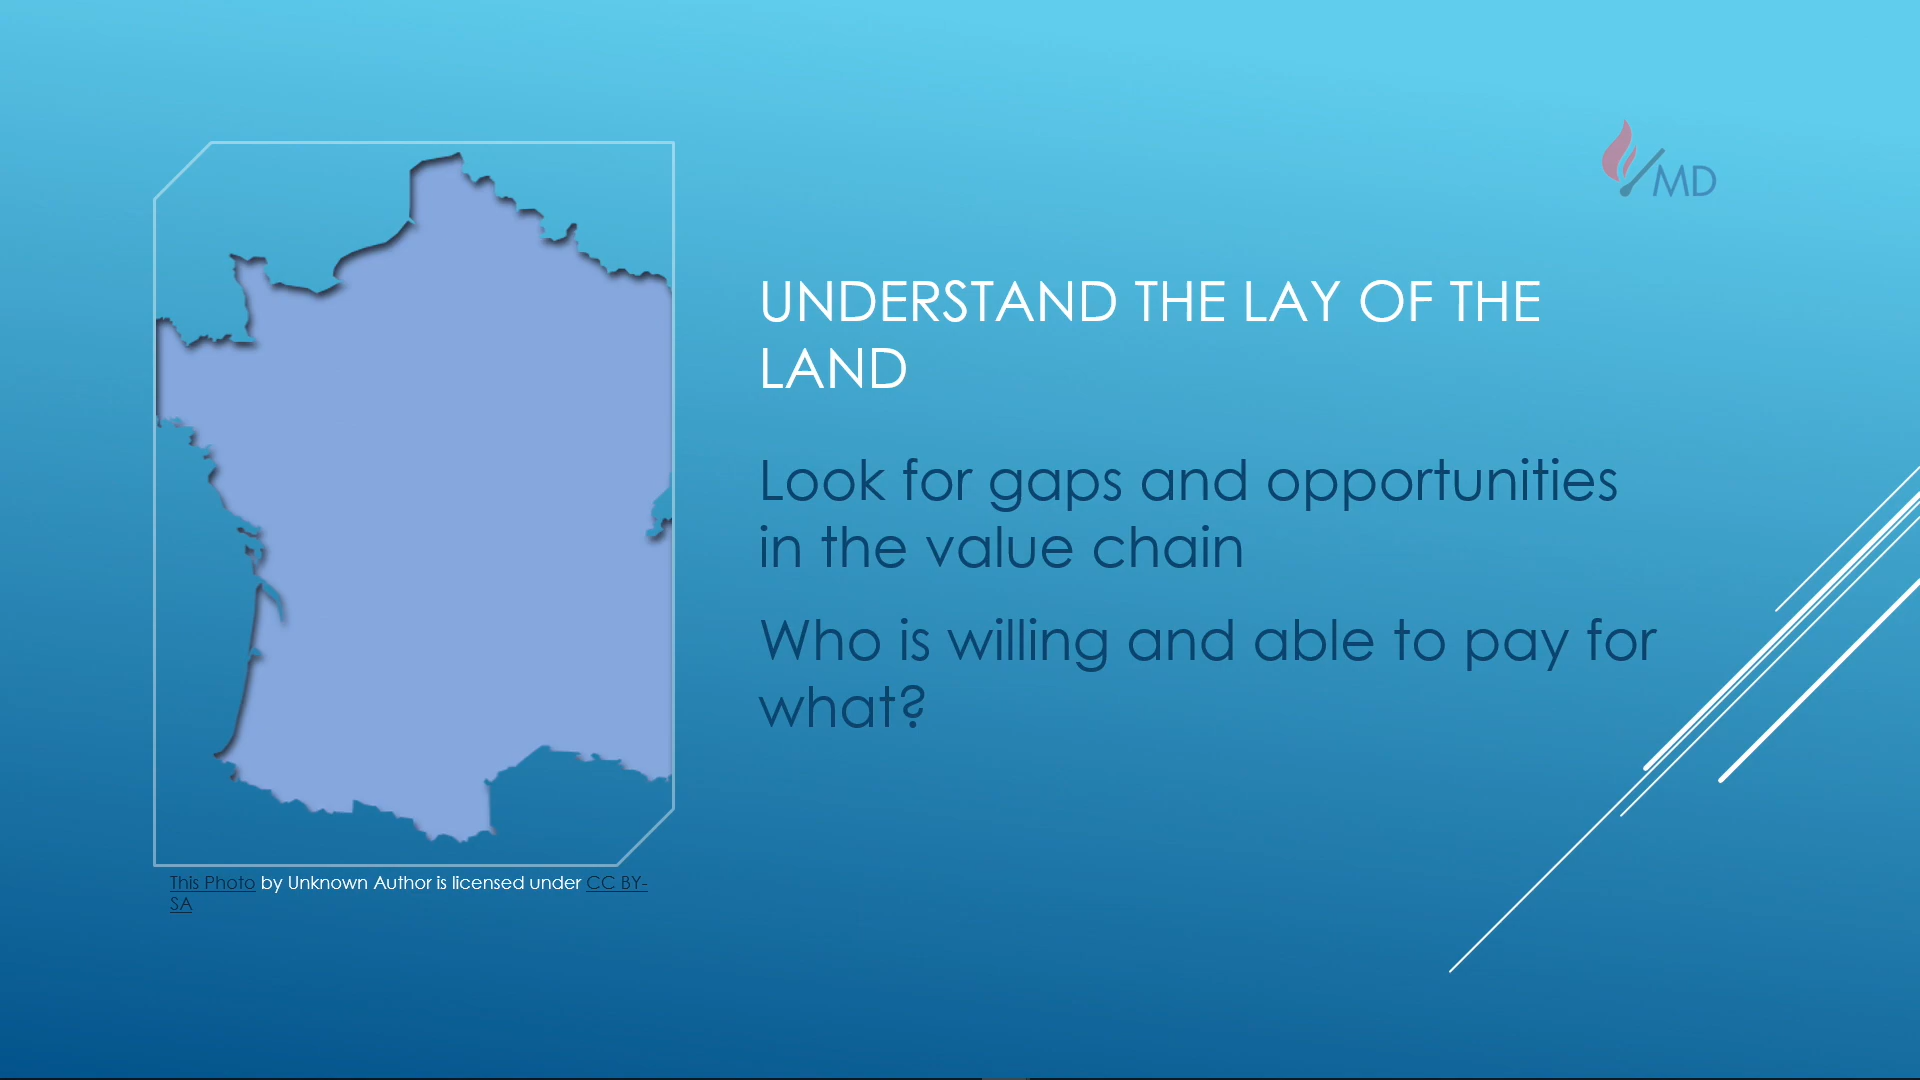 MD
UNDERSTAND THE LAY OF THE
LAND
Look for gaps and opportunities
in the value chain
Who is willing and able to pay for
what?
This Photo by Unknown Author is licensed under CC BY-
SA